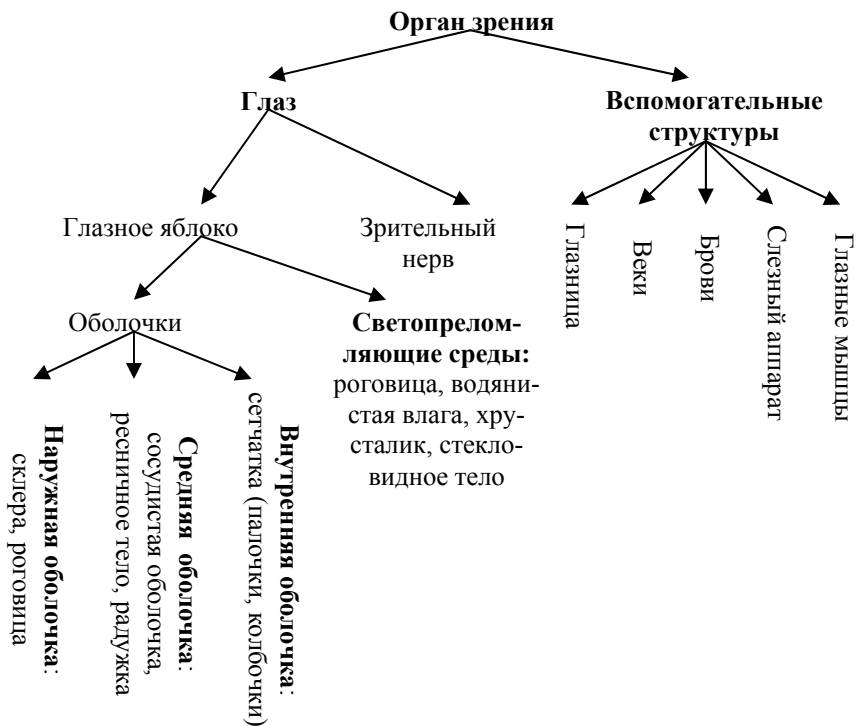 Орган зрения
Глаз
Вспомогательные
структуры
Глазное яблоко
Зрительный
нерв
Глазница
Веки
Брови
Слезный аппарат
Глазные мышцы
Оболочки
Светопрелом-
ляющие среды:
роговица, водяни-
стая влага, хру-
сталик, стекло-
видное тело
Наружная оболочка:
склера, роговица
Средняя оболочка:
сосудистая оболочка,
ресничное тело, радужка
Внутренняя оболочка:
сетчатка (палочки, колбочки)